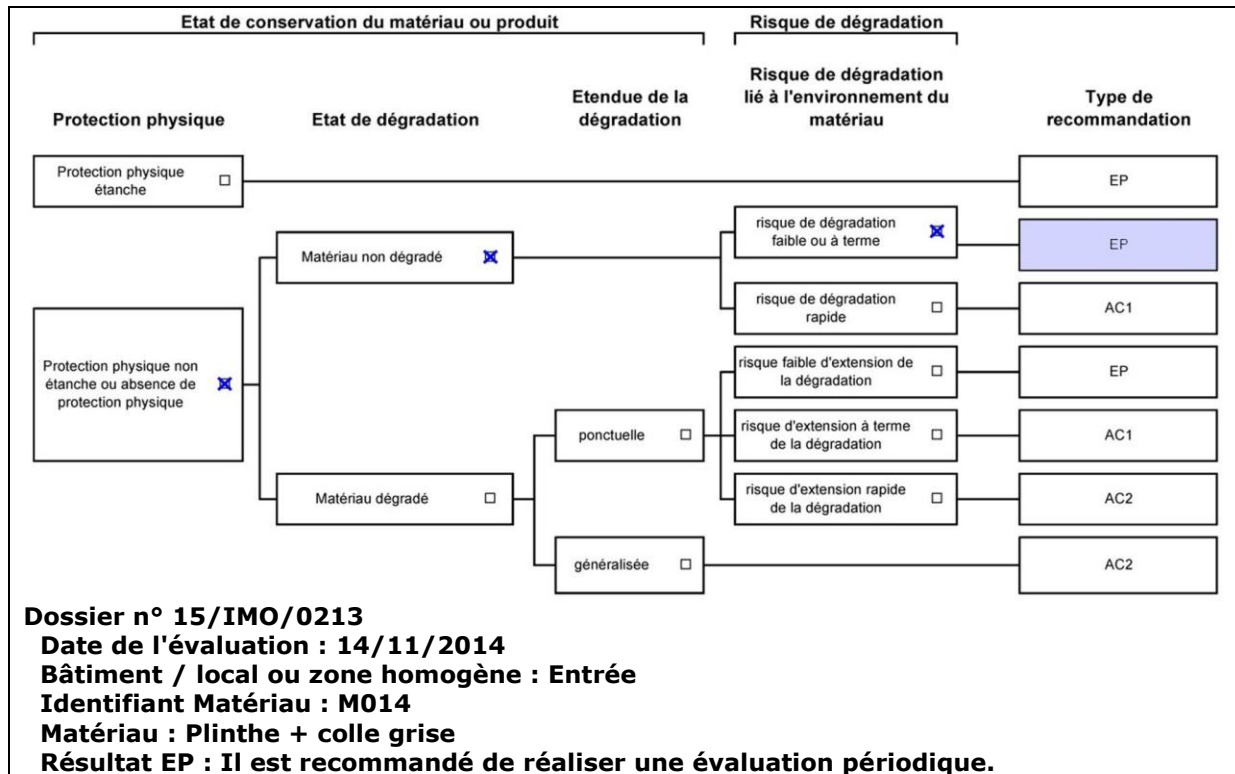 Etat de conservation du matériau ou produit
Risque de dégradation
Protection physique
Etat de dégradation
Etendue de la
dégradation
Risque de dégradation
lié à l'environnement du
matériau
Type de
recommandation
Protection physique
étanche
EP
risque de dégradation
faible ou à terme
EP
Matériau non dégradé
risque de dégradation
rapide
AC1
Protection physique non
étanche ou absence de
protection physique
risque faible d'extension de
la dégradation
EP
ponctuelle
risque d'extension à terme
de la dégradation
AC1
Matériau dégradé
risque d'extension rapide
de la dégradation
AC2
généralisée
AC2
Dossier n° 15/IMO/0213
Date de l'évaluation : 14/11/2014
Bâtiment / local ou zone homogène : Entrée
Identifiant Matériau : M014
Matériau : Plinthe + colle grise
Résultat EP : Il est recommandé de réaliser une évaluation périodique.